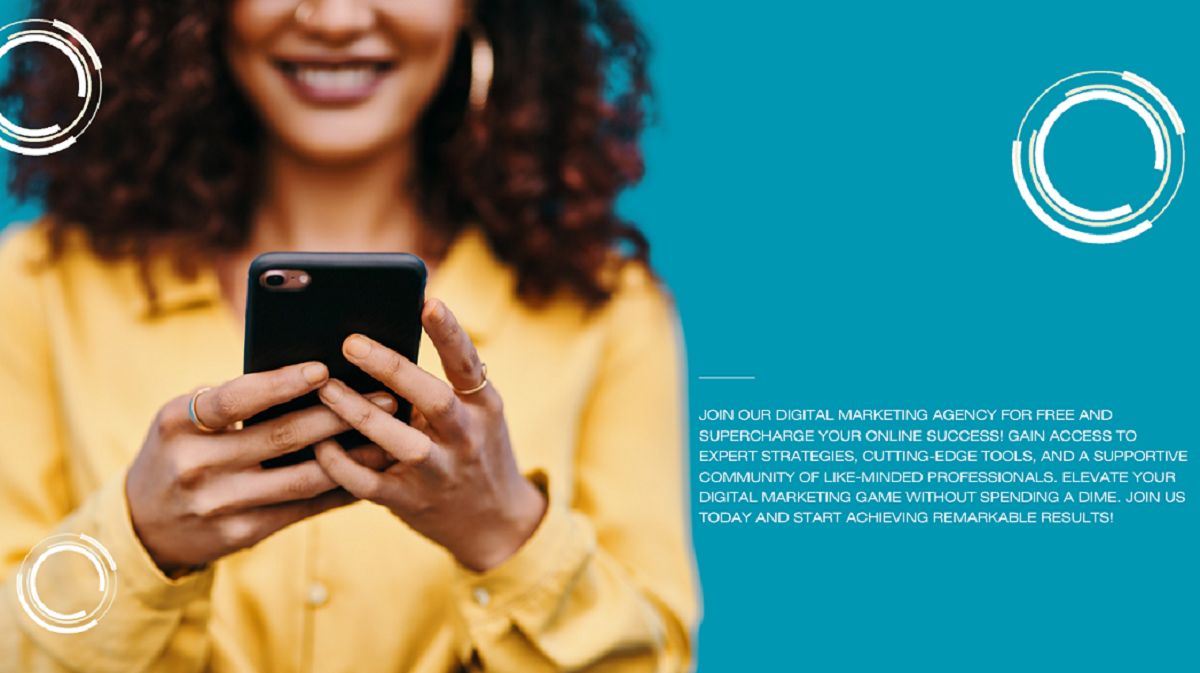 JOIN OUR DIGITAL MARKETING AGENCY FOR FREE AND
SUPERCHARGE YOUR ONLINE SUCCESS! GAIN ACCESS TO
EXPERT STRATEGIES, CUTTING-EDGE TOOLS, AND A SUPPORTIVE
COMMUNITY OF LIKE-MINDED PROFESSIONALS. ELEVATE YOUR
DIGITAL MARKETING GAME WITHOUT SPENDING A DIME. JOIN US
TODAY AND START ACHIEVING REMARKABLE RESULTS!